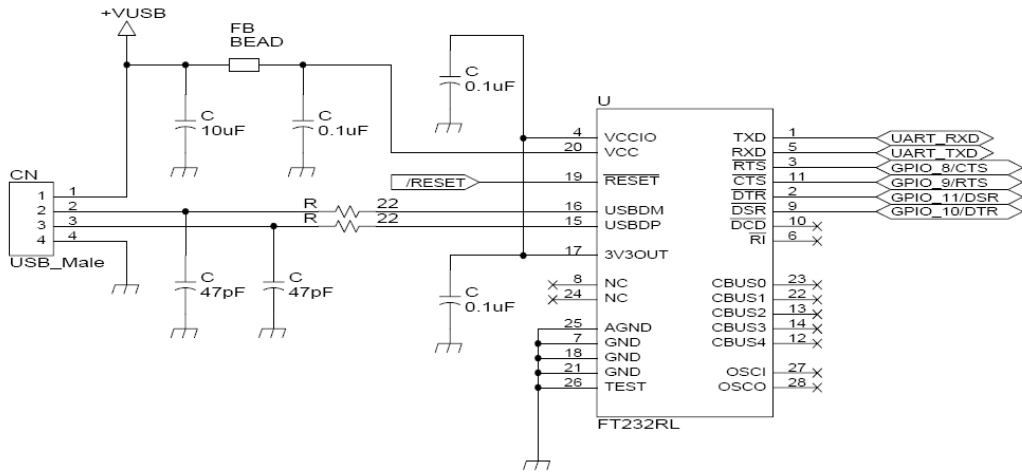 +VUSB
FB
BEAD
C
10uF
C
0.1uF
C
0.1uF
CN
1 1
2 2
3 3
4 4
USB_Male
R 22
R 22
C
47pF
C
47pF
/RESET
C
0.1uF
U
4 VCCIO TXD 1 UART_RXD
20 VCC RXD 5 UART_TXD
RTS 3 GPIO_8/CTS
19 RESET CTS 11 GPIO_9/RTS
DTR 2 GPIO_11/DSR
16 USBDM DSR 9 GPIO_10/DTR
15 USBDP DCD 10
RI 6
17 3V3OUT
8 NC CBUS0 23
24 NC CBUS1 22
CBUS2 13
25 AGND CBUS3 14
7 GND CBUS4 12
18 GND
21 GND OSCI 27
26 TEST OSCO 28
FT232RL